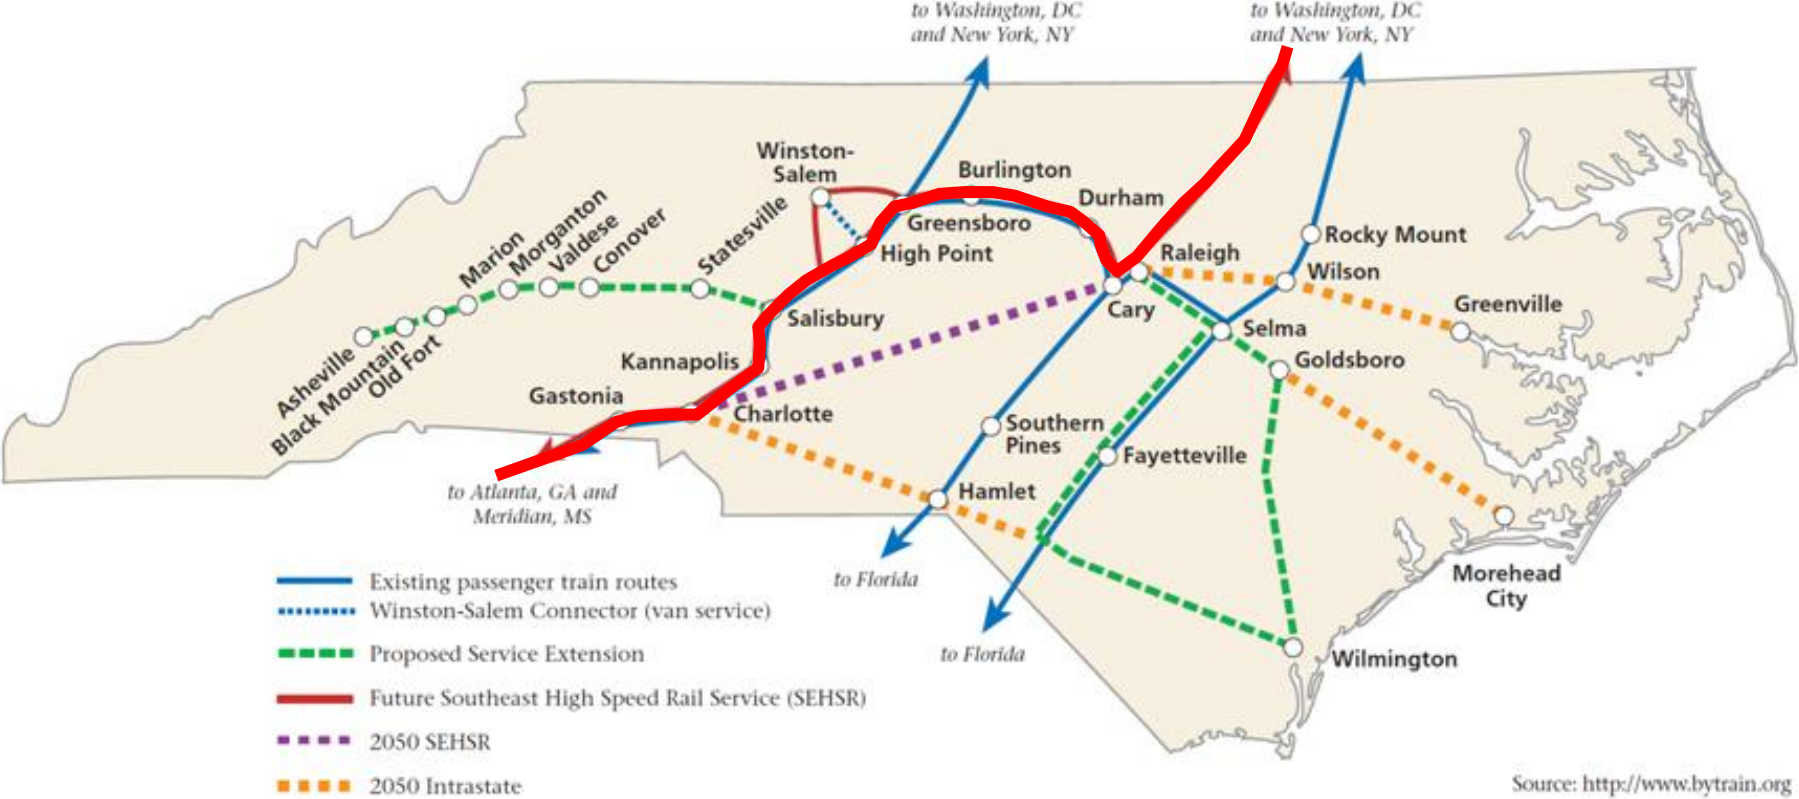 to Washington, DC
and New York, NY
to Washington, DC
and New York, NY
Winston-
Salem
Burlington
Durham
Greensboro
High Point
Raleigh
Rocky Mount
Wilson
Greenville
Statesville
Conover
Valdese
Morganton
Marion
Old Fort
Black Mountain
Asheville
Salisbury
Cary
Selma
Goldsboro
Kannapolis
Gastonia
Charlotte
Southern
Pines
Fayetteville
Hamlet
to Atlanta, GA and
Meridian, MS
to Florida
to Florida
Morehead
City
Wilmington
Existing passenger train routes
Winston-Salem Connector (van service)
Proposed Service Extension
Future Southeast High Speed Rail Service (SEHSR)
2050 SEHSR
2050 Intrastate
Source: http://www.bytrain.org